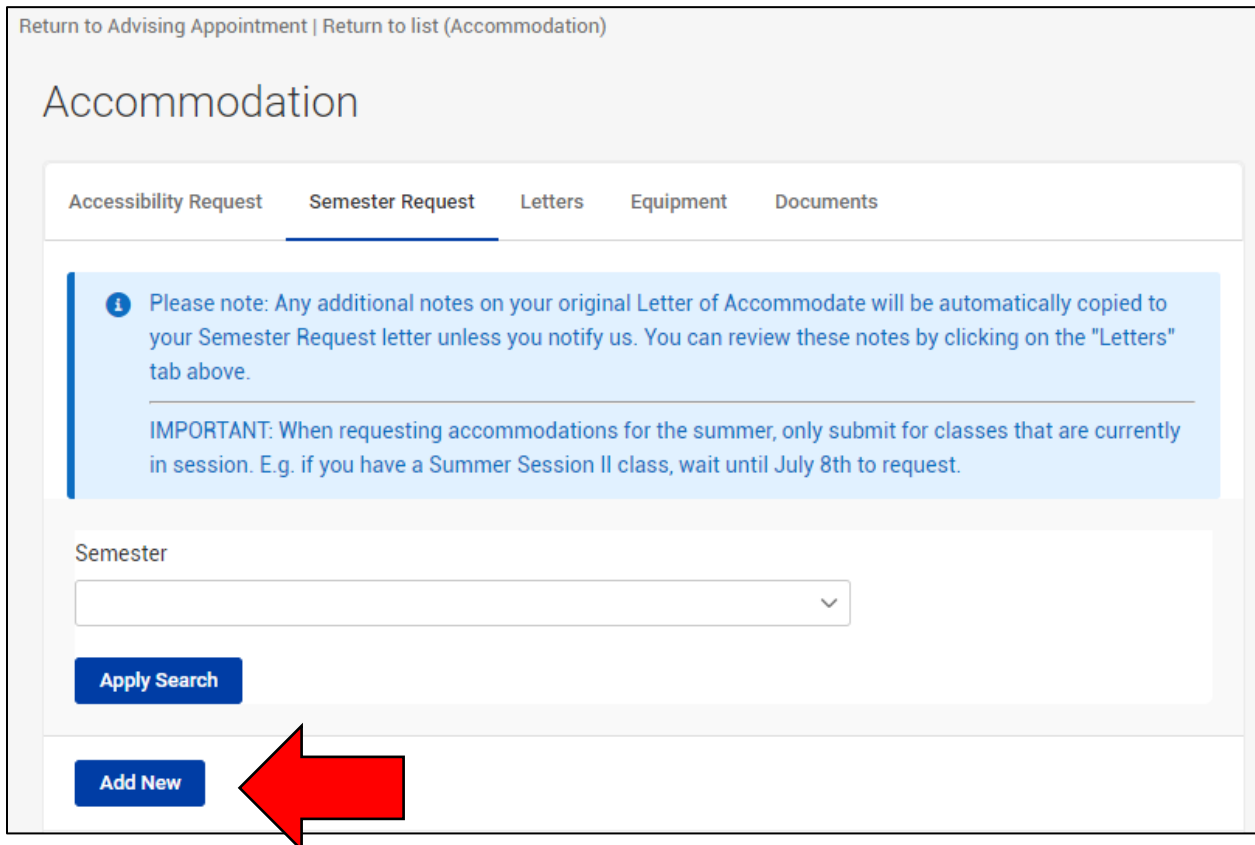 Return to Advising Appointment | Return to list (Accommodation)
Accommodation
Accessibility Request Semester Request Letters Equipment Documents
Please note: Any additional notes on your original Letter of Accommodate will be automatically copied to
your Semester Request letter unless you notify us. You can review these notes by clicking on the "Letters"
tab above.
IMPORTANT: When requesting accommodations for the summer, only submit for classes that are currently
in session. E.g. if you have a Summer Session II class, wait until July 8th to request.
Semester
Apply Search
Add New